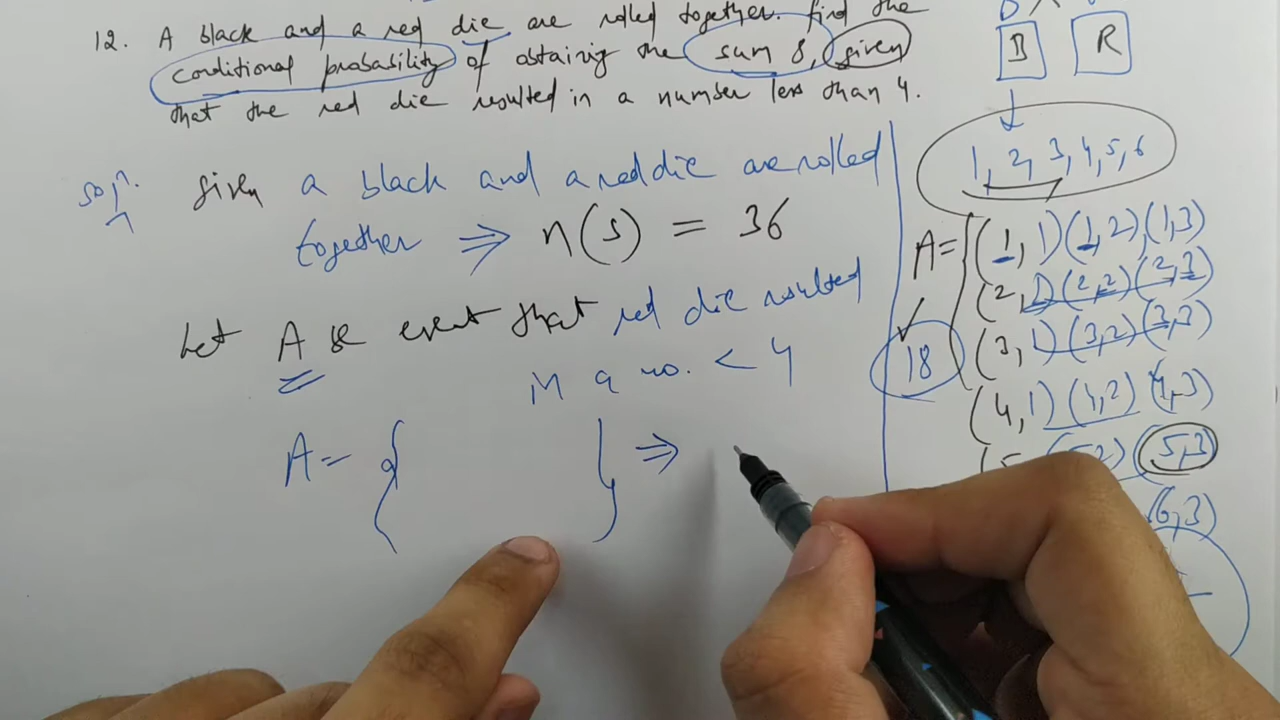 12. A black and a red die are rolled together. find the
conditional probability of obtaining the sum 8, given
that the red die resulted in a number less than 4.
B R
1, 2, 3, 4, 5, 6
soln. given a black and a red die are rolled
together ⇒ n(s) = 36
Let A be event that red die resulted
in a no. < 4
A = { } ⇒
A = { (1, 1) (1, 2), (1, 3)
(2, 1) (2, 2) (2, 3)
18 (3, 1) (3, 2) (3, 3)
(4, 1) (4, 2) (4, 3)
(5 (5,3)
(6,3)